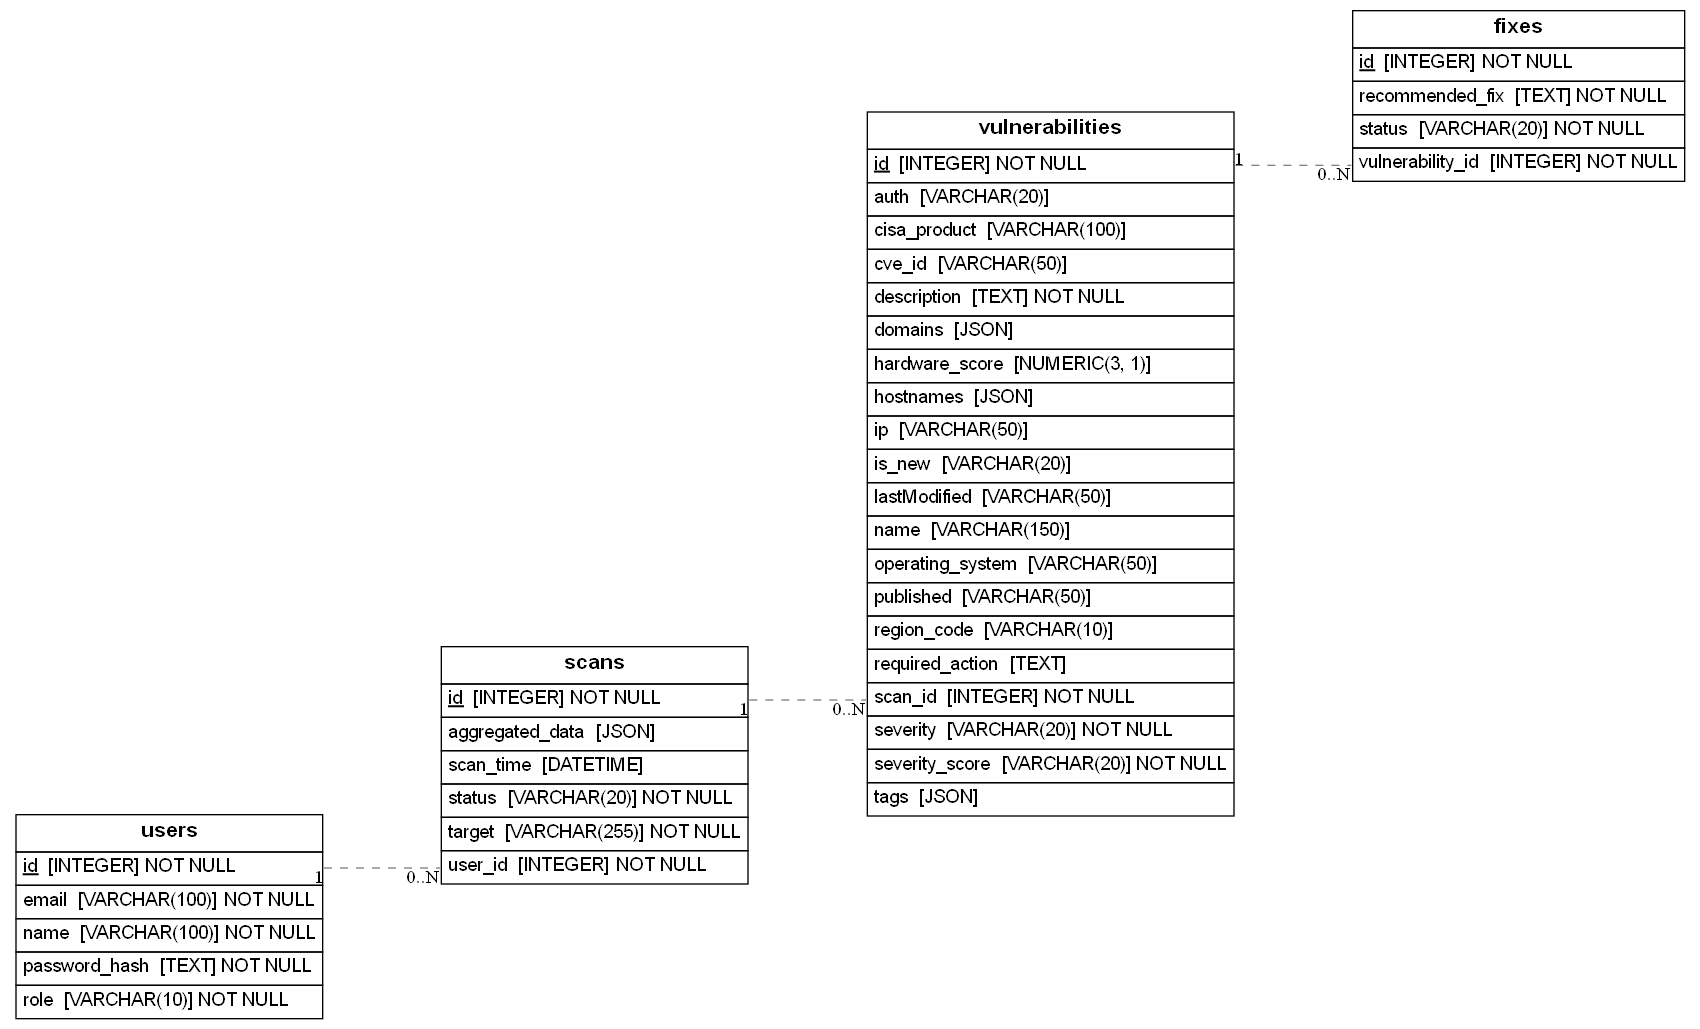 fixes
id [INTEGER] NOT NULL
recommended_fix [TEXT] NOT NULL
status [VARCHAR(20)] NOT NULL
vulnerability_id [INTEGER] NOT NULL
vulnerabilities
id [INTEGER] NOT NULL
auth [VARCHAR(20)]
cisa_product [VARCHAR(100)]
cve_id [VARCHAR(50)]
description [TEXT] NOT NULL
domains [JSON]
hardware_score [NUMERIC(3, 1)]
hostnames [JSON]
ip [VARCHAR(50)]
is_new [VARCHAR(20)]
lastModified [VARCHAR(50)]
name [VARCHAR(150)]
operating_system [VARCHAR(50)]
published [VARCHAR(50)]
region_code [VARCHAR(10)]
required_action [TEXT]
scan_id [INTEGER] NOT NULL
severity [VARCHAR(20)] NOT NULL
severity_score [VARCHAR(20)] NOT NULL
tags [JSON]
1
0..N
scans
id [INTEGER] NOT NULL
aggregated_data [JSON]
scan_time [DATETIME]
status [VARCHAR(20)] NOT NULL
target [VARCHAR(255)] NOT NULL
user_id [INTEGER] NOT NULL
1
0..N
users
id [INTEGER] NOT NULL
email [VARCHAR(100)] NOT NULL
name [VARCHAR(100)] NOT NULL
password_hash [TEXT] NOT NULL
role [VARCHAR(10)] NOT NULL
1
0..N